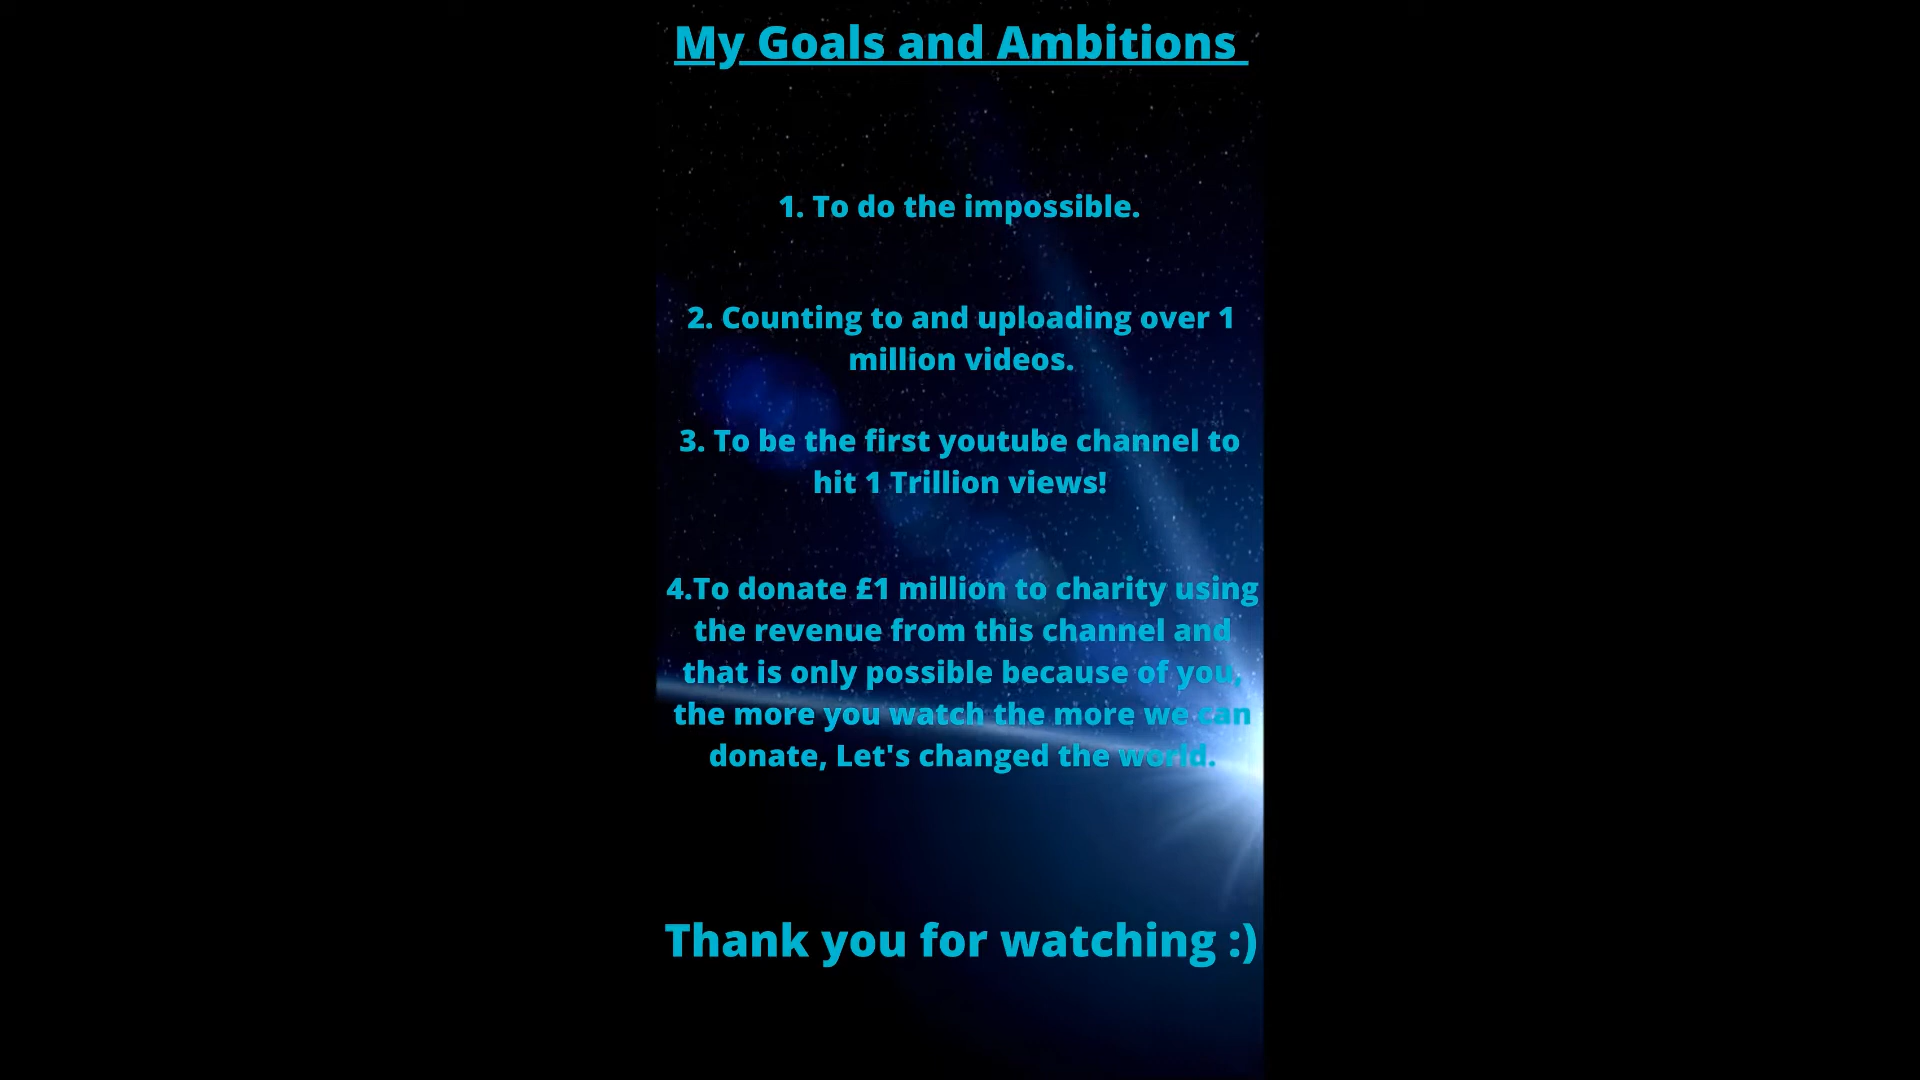 My Goals and Ambitions
1. To do the impossible.
2. Counting to and uploading over 1
million videos.
3. To be the first youtube channel to
hit 1 Trillion views!
4.To donate £1 million to charity using
the revenue from this channel and
that is only possible because of you,
the more you watch the more we can
donate, Let's changed the world.
Thank you for watching :)